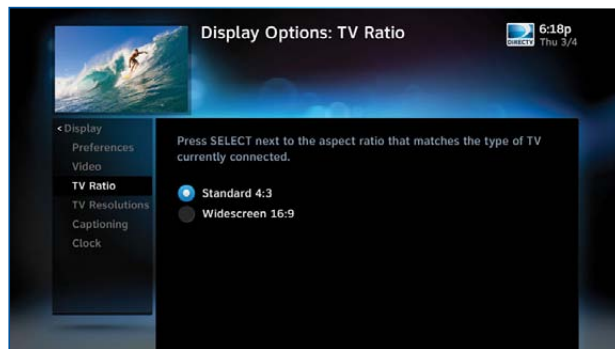 Display Options: TV Ratio
DIRECTV
6:18p
Thu 3/4
<Display
Preferences
Video
TV Ratio
TV Resolutions
Captioning
Clock
Press SELECT next to the aspect ratio that matches the type of TV
currently connected.
Standard 4:3
Widescreen 16:9